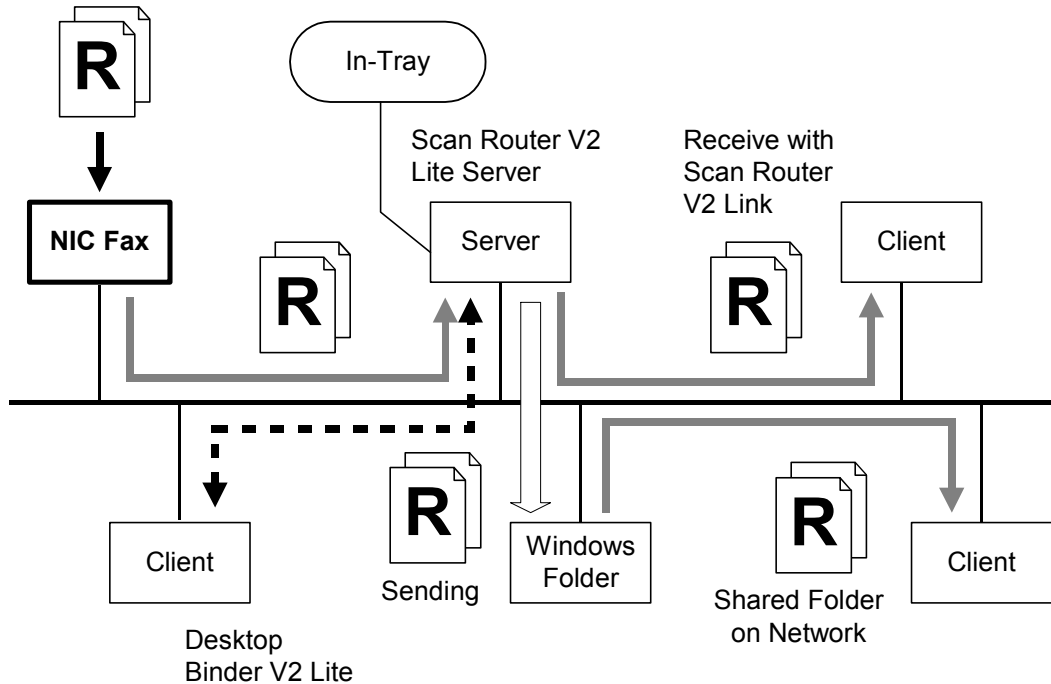 R
In-Tray
Scan Router V2
Lite Server
Receive with
Scan Router
V2 Link
NIC Fax
Server
Client
R
R
Client
R
Sending
Windows
Folder
R
Client
Shared Folder
on Network
Desktop
Binder V2 Lite